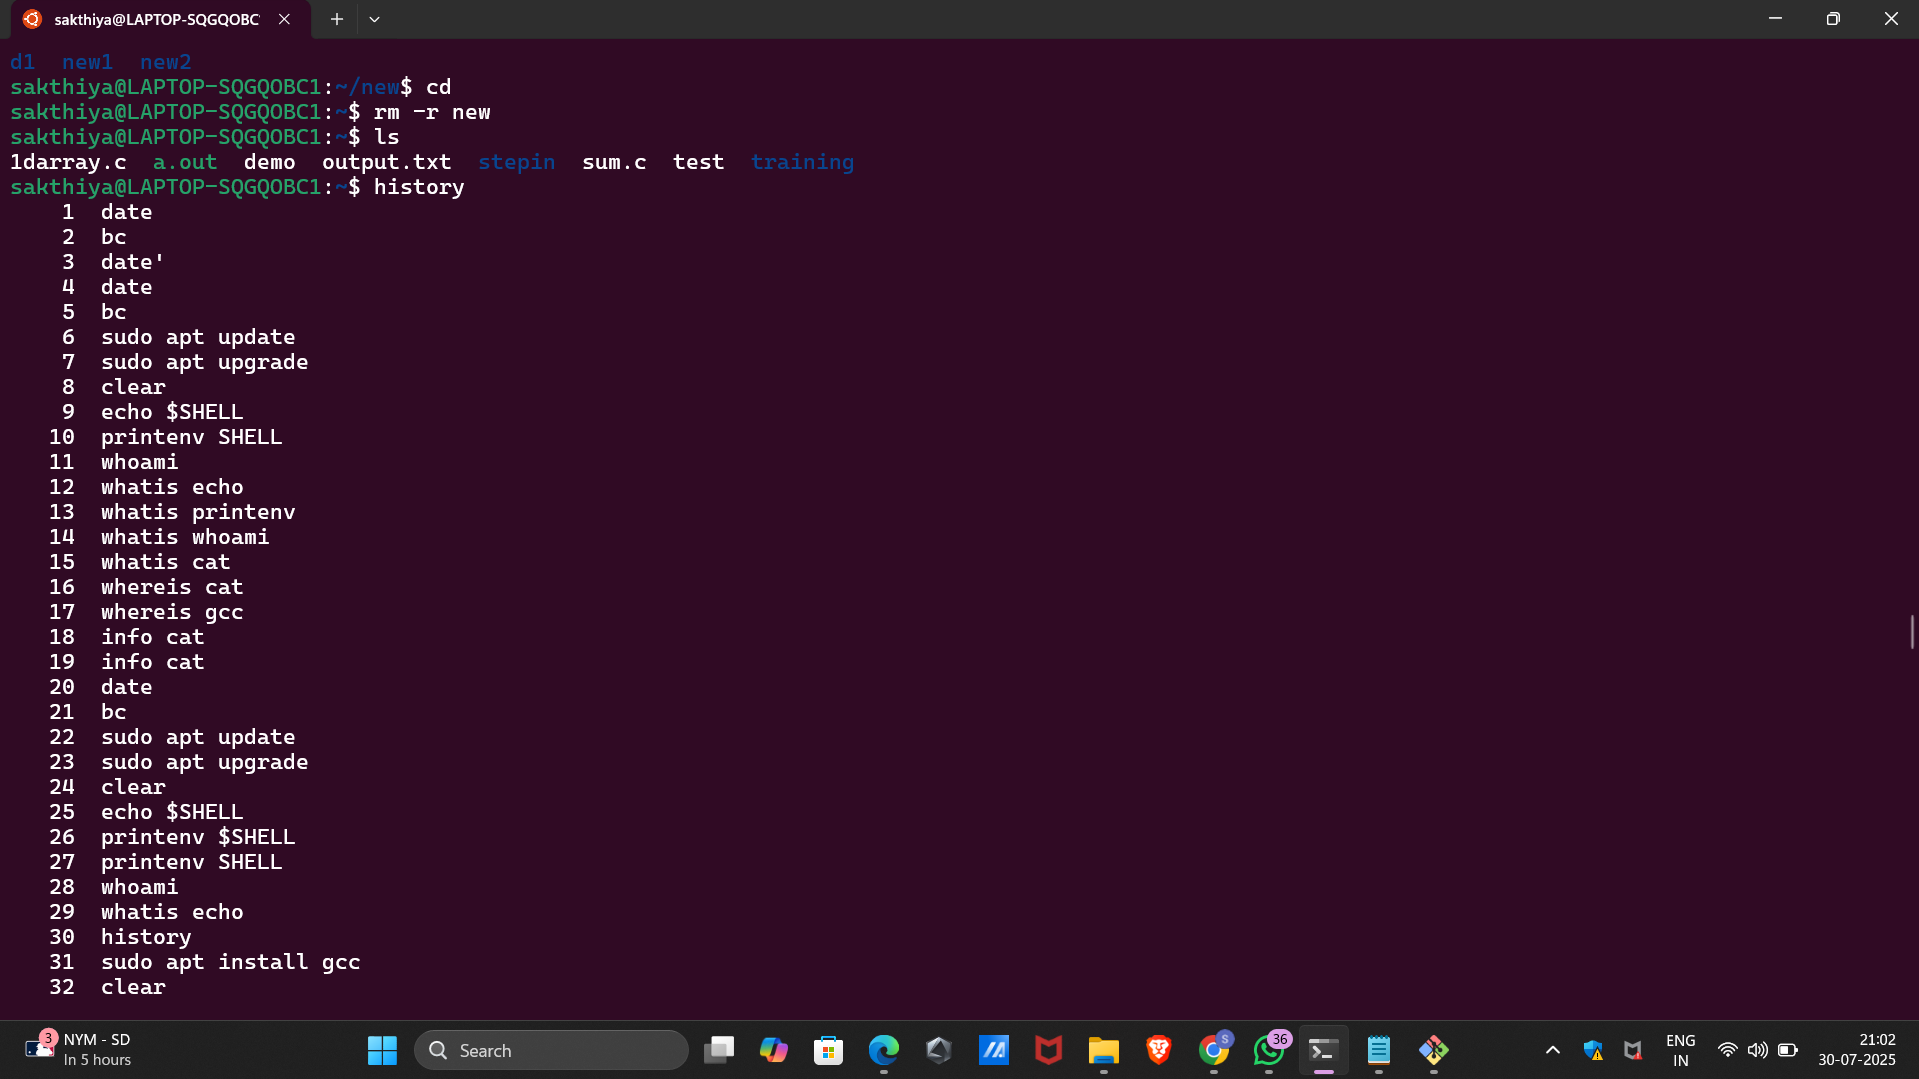 sakthiya@LAPTOP-SQGQOBC
d1  new1  new2
sakthiya@LAPTOP-SQGQOBC1:~/new$ cd
sakthiya@LAPTOP-SQGQOBC1:~$ rm -r new
sakthiya@LAPTOP-SQGQOBC1:~$ ls
1darray.c  a.out  demo  output.txt  stepin  sum.c  test  training
sakthiya@LAPTOP-SQGQOBC1:~$ history
1  date
2  bc
3  date'
4  date
5  bc
6  sudo apt update
7  sudo apt upgrade
8  clear
9  echo $SHELL
10  printenv SHELL
11  whoami
12  whatis echo
13  whatis printenv
14  whatis whoami
15  whatis cat
16  whereis cat
17  whereis gcc
18  info cat
19  info cat
20  date
21  bc
22  sudo apt update
23  sudo apt upgrade
24  clear
25  echo $SHELL
26  printenv $SHELL
27  printenv SHELL
28  whoami
29  whatis echo
30  history
31  sudo apt install gcc
32  clear
3
NYM - SD
In 5 hours
Search
S
36
ENG
IN
21:02
30-07-2025